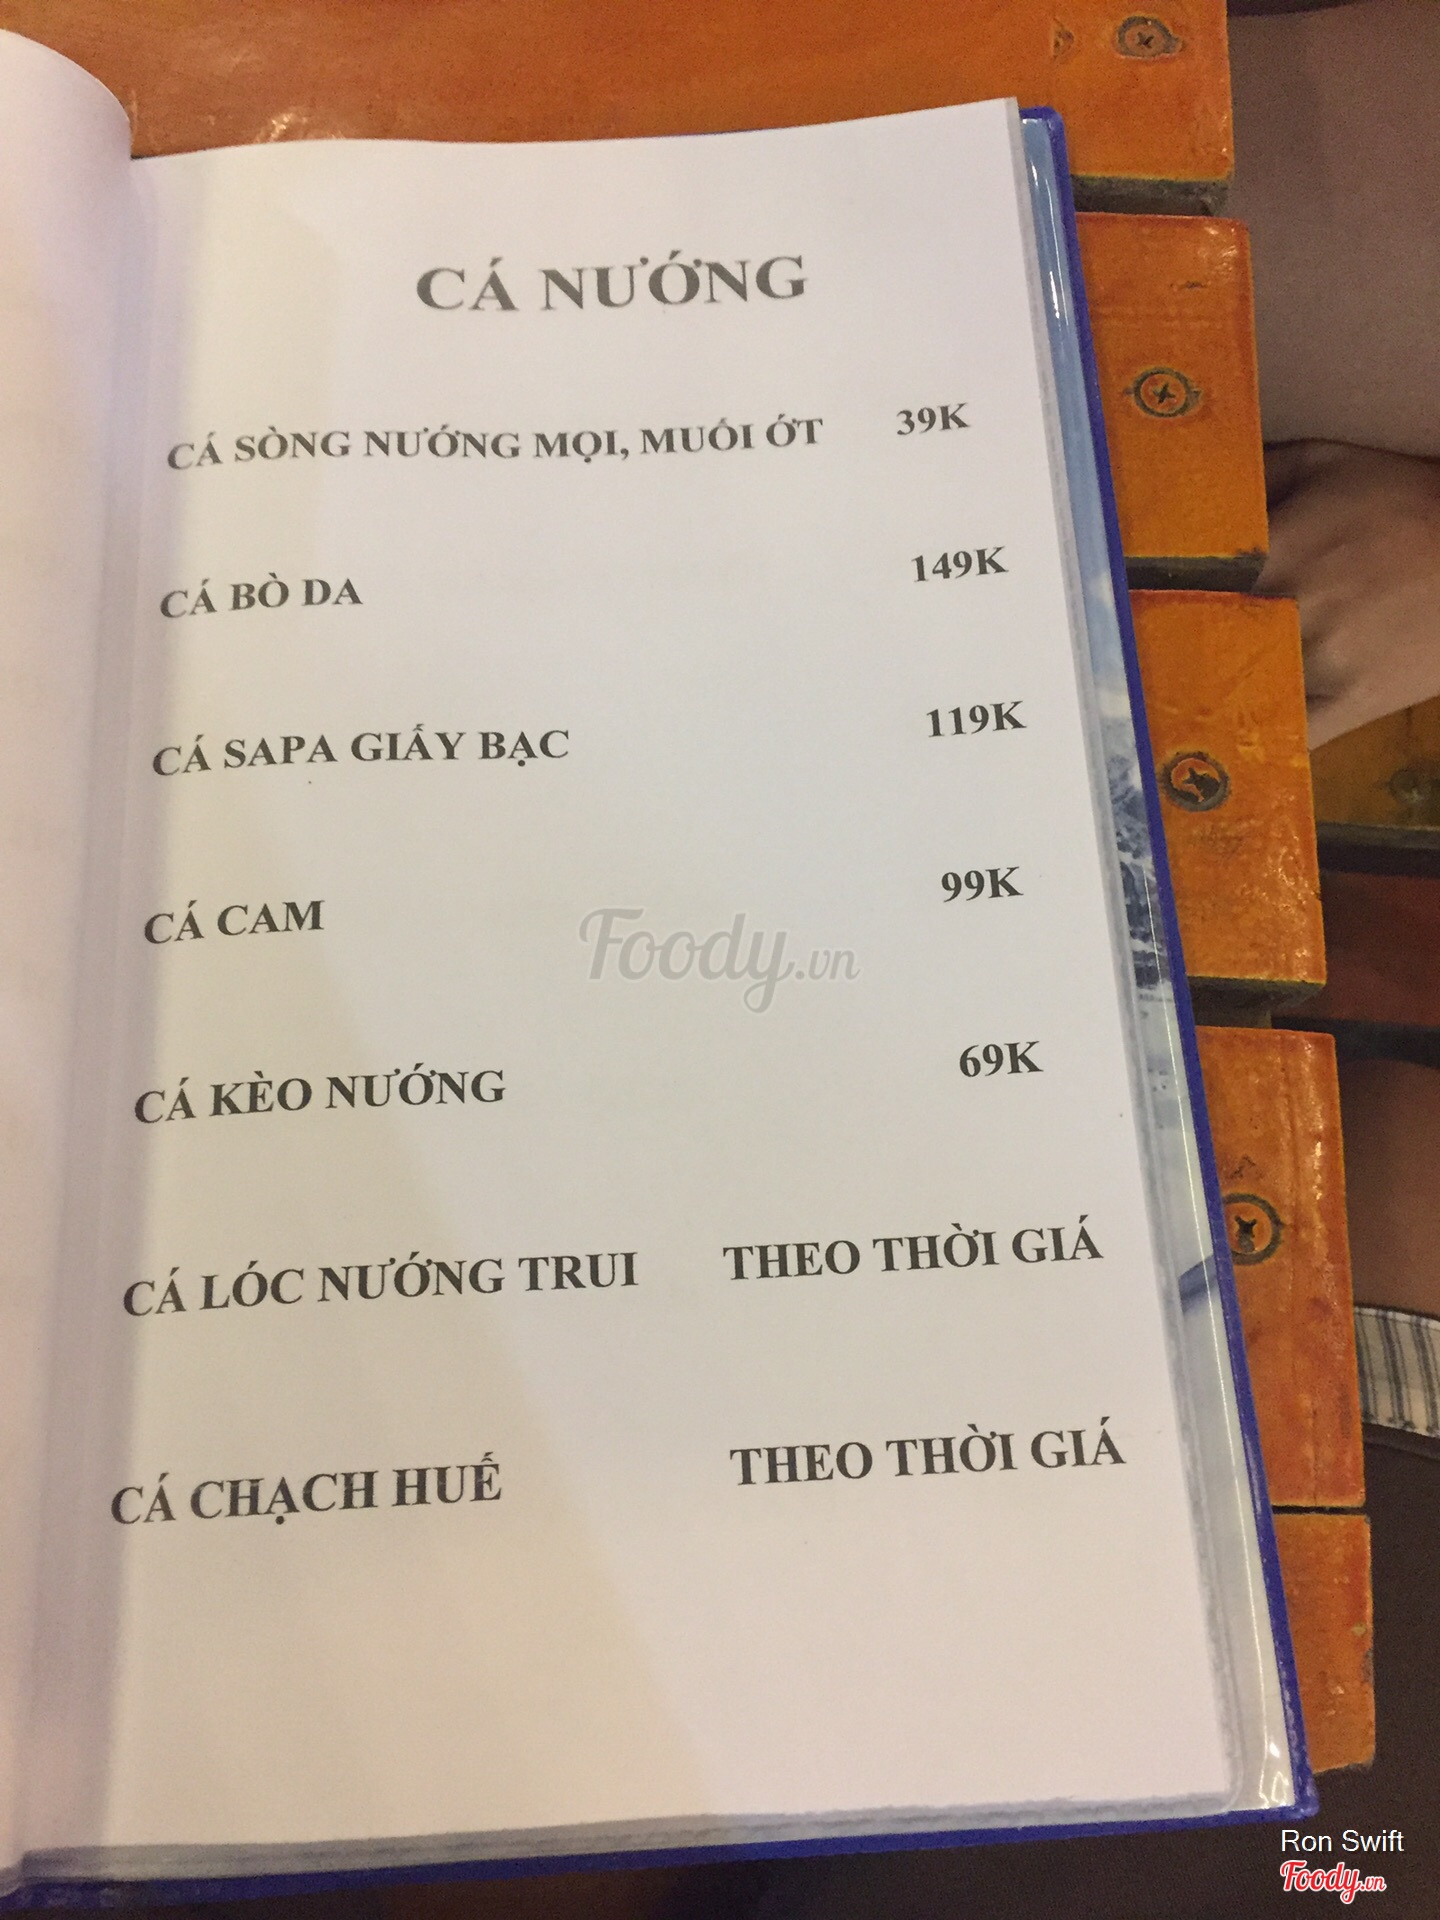 CÁ NƯỚNG
CÁ SÒNG NƯỚNG MỌI, MUỐI ỚT 39K
CÁ BÒ DA 149K
CÁ SAPA GIẤY BẠC 119K
CÁ CAM 99K
Foody.vn
CÁ KÈO NƯỚNG 69K
CÁ LÓC NƯỚNG TRUI THEO THỜI GIÁ
CÁ CHẠCH HUẾ THEO THỜI GIÁ
Ron Swift
Foody.vn